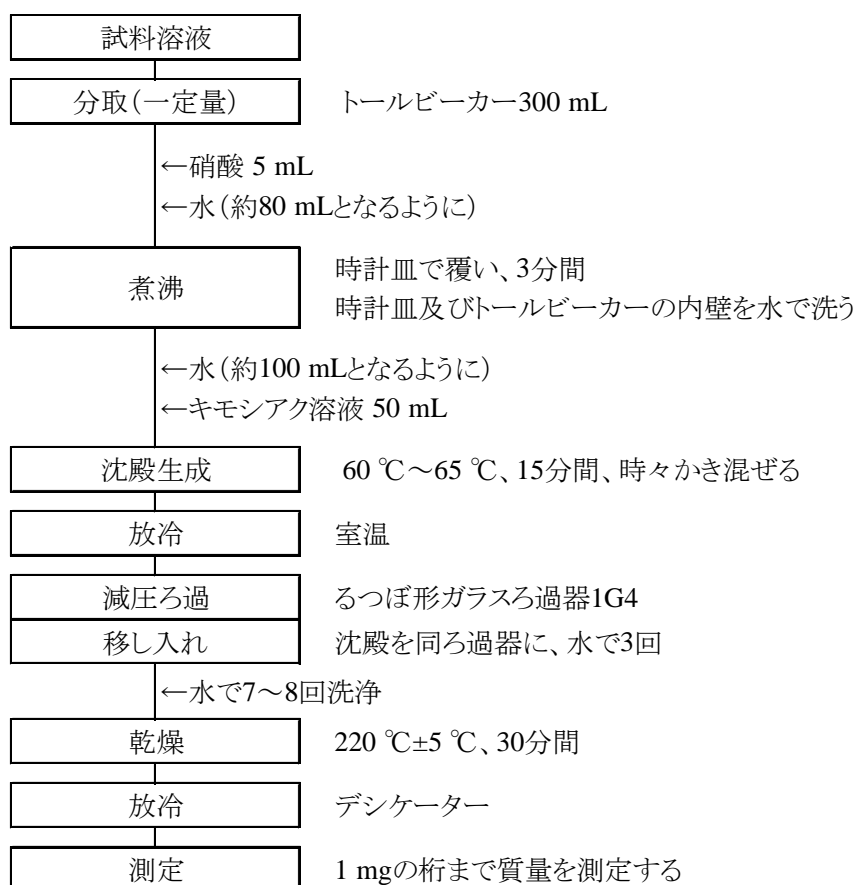 試料溶液
分取（一定量） トールビーカー300 mL
←硝酸 5 mL
←水（約80 mLとなるように）
煮沸 時計皿で覆い、3分間
時計皿及びトールビーカーの内壁を水で洗う
←水（約100 mLとなるように）
←キモシアク溶液 50 mL
沈殿生成 60 ℃～65 ℃、15分間、時々かき混ぜる
放冷 室温
減圧ろ過 るつぼ形ガラスろ過器1G4
移し入れ 沈殿を同ろ過器に、水で3回
←水で7～8回洗浄
乾燥 220 ℃±5 ℃、30分間
放冷 デシケーター
測定 1 mgの桁まで質量を測定する